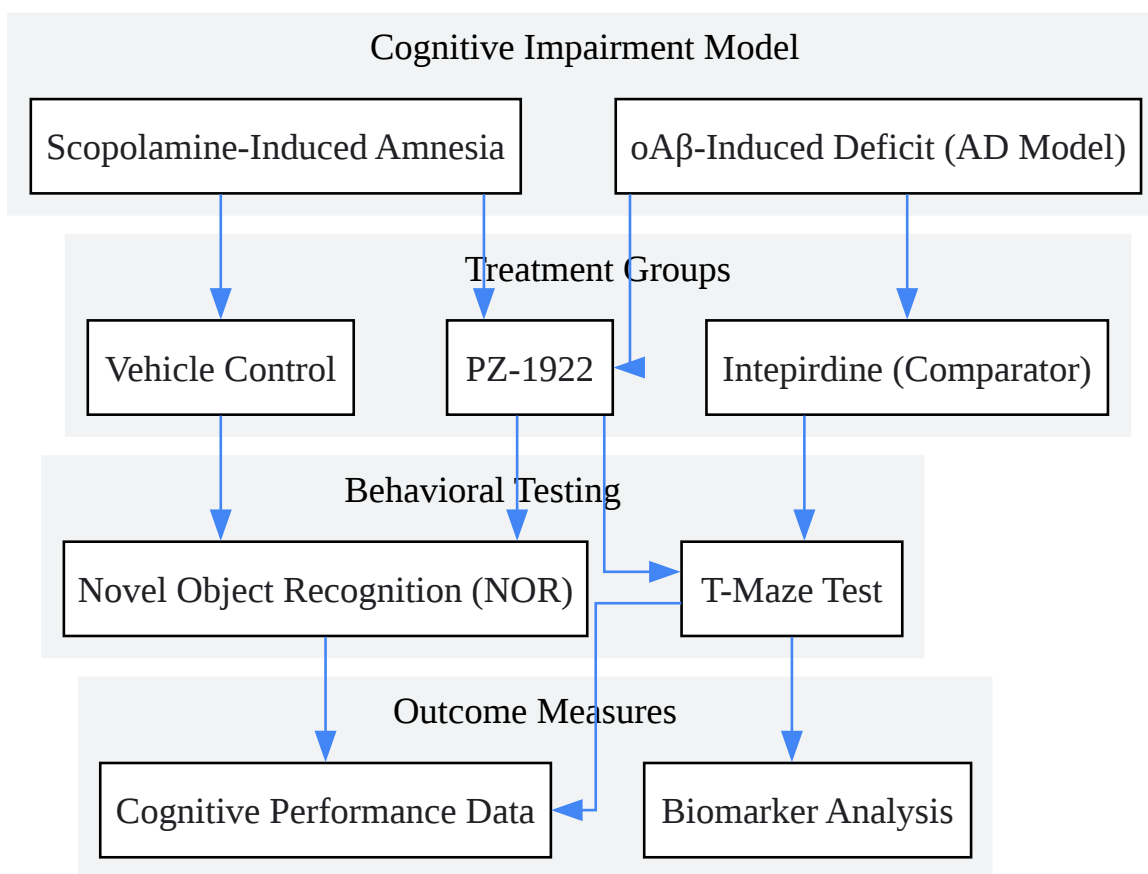 Cognitive Impairment Model
Scopolamine-Induced Amnesia
oAβ-Induced Deficit (AD Model)
Treatment Groups
Vehicle Control
PZ-1922
Intepirdine (Comparator)
Behavioral Testing
Novel Object Recognition (NOR)
T-Maze Test
Outcome Measures
Cognitive Performance Data
Biomarker Analysis